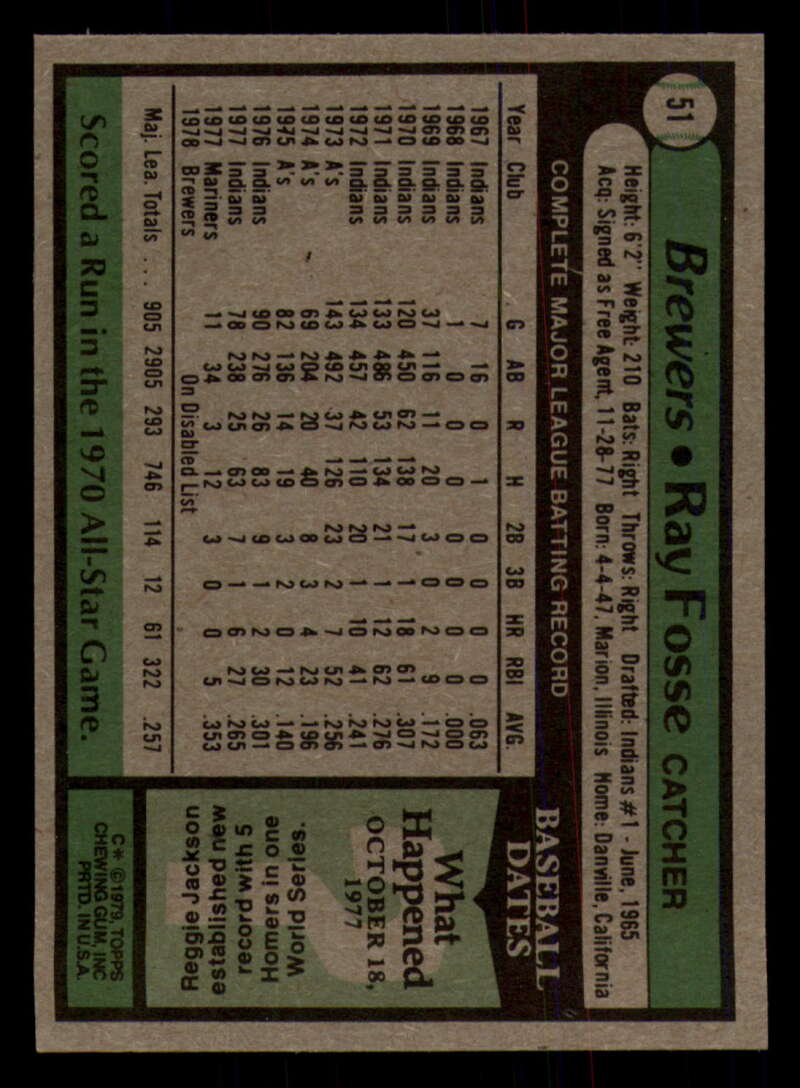 51
Brewers • Ray Fosse CATCHER
Height: 6'2" Weight: 210 Bats: Right Throws: Right Drafted: Indians #1 - June, 1965
Acq: Signed as Free Agent, 11-28-77 Born: 4-4-47, Marion, Illinois Home: Danville, California
COMPLETE MAJOR LEAGUE BATTING RECORD
Year Club G AB R H 2B 3B HR RBI AVG.
1967 Indians 7 16 0 1 0 0 0 0 .063
1968 Indians 1 0 0 0 0 0 0 0 .000
1969 Indians 37 116 11 20 3 0 2 9 .172
1970 Indians 120 450 62 138 17 1 18 61 .307
1971 Indians 133 486 53 134 21 1 12 62 .276
1972 Indians 134 457 42 110 20 1 10 41 .241
1973 A's 143 492 37 126 23 2 7 52 .256
1974 A's 69 204 20 40 8 3 4 23 .196
1975 A's 82 136 14 19 3 2 0 12 .140
1976 Indians 90 276 26 83 9 1 2 30 .301
1977 Indians 78 238 25 63 7 1 6 27 .265
1977 Mariners 11 34 3 12 3 0 0 5 .353
1978 Brewers On Disabled List
Maj. Lea. Totals ... 905 2905 293 746 114 12 61 322 .257
Scored a Run in the 1970 All-Star Game.
BASEBALL
DATES
What
Happened
OCTOBER 18,
1977
Reggie Jackson
established new
record with 5
Homers in one
World Series.
C* © 1979, TOPPS
CHEWING GUM, INC
PRTD. IN U.S.A.